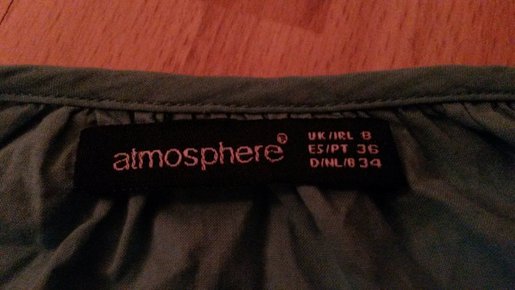 atmosphere®
UK/IRL 8
ES/PT 36
D/NL/B 34